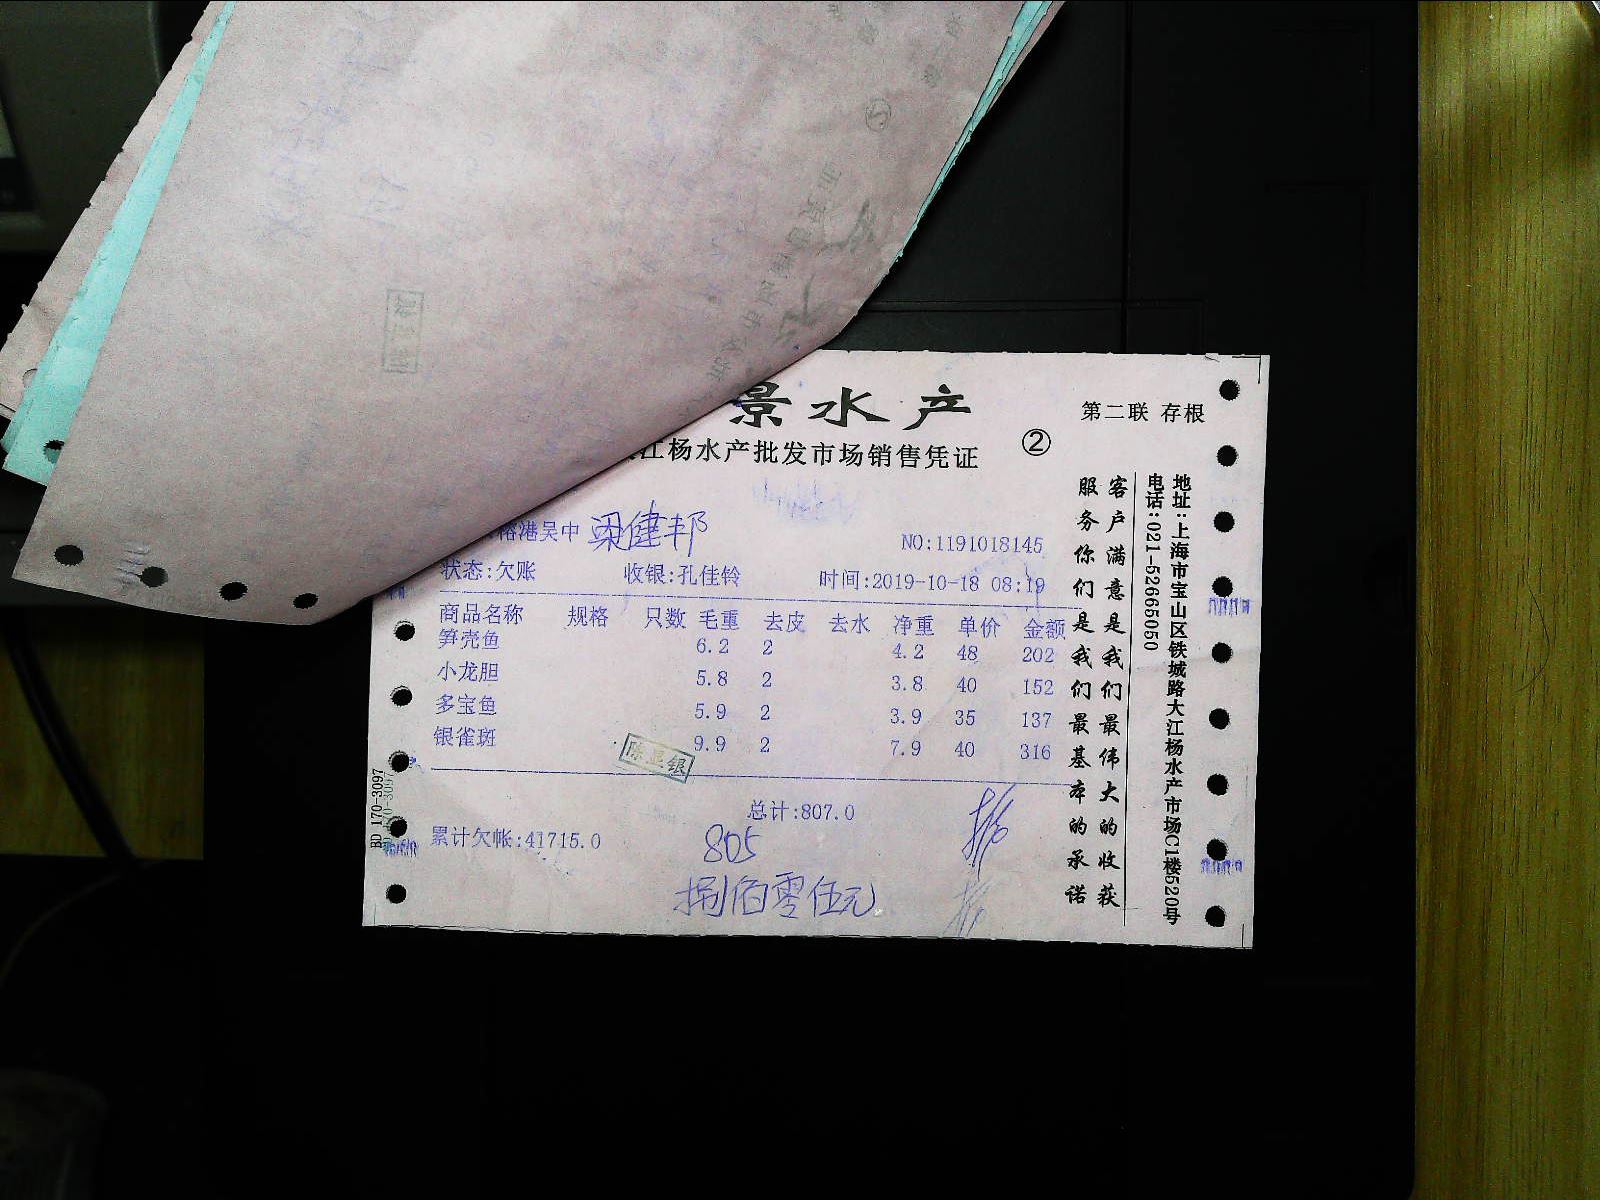 景水产
第二联 存根
江杨水产批发市场销售凭证
②
港吴中 梁健邦
NO:1191018145
状态:欠账 收银:孔佳铃 时间:2019-10-18 08:19
商品名称 规格 只数 毛重 去皮 去水 净重 单价 金额
笋壳鱼 6.2 2 4.2 48 202
小龙胆 5.8 2 3.8 40 152
多宝鱼 5.9 2 3.9 35 137
银雀斑 9.9 2 7.9 40 316
总计:807.0
累计欠帐:41715.0
805
捌佰零伍元
客户满意是我们最伟大的收获
服务你们是我们最基本的承诺
地址:上海市宝山区铁城路大江杨水产市场C1楼520号
电话:021-52665050
BD 170-3097